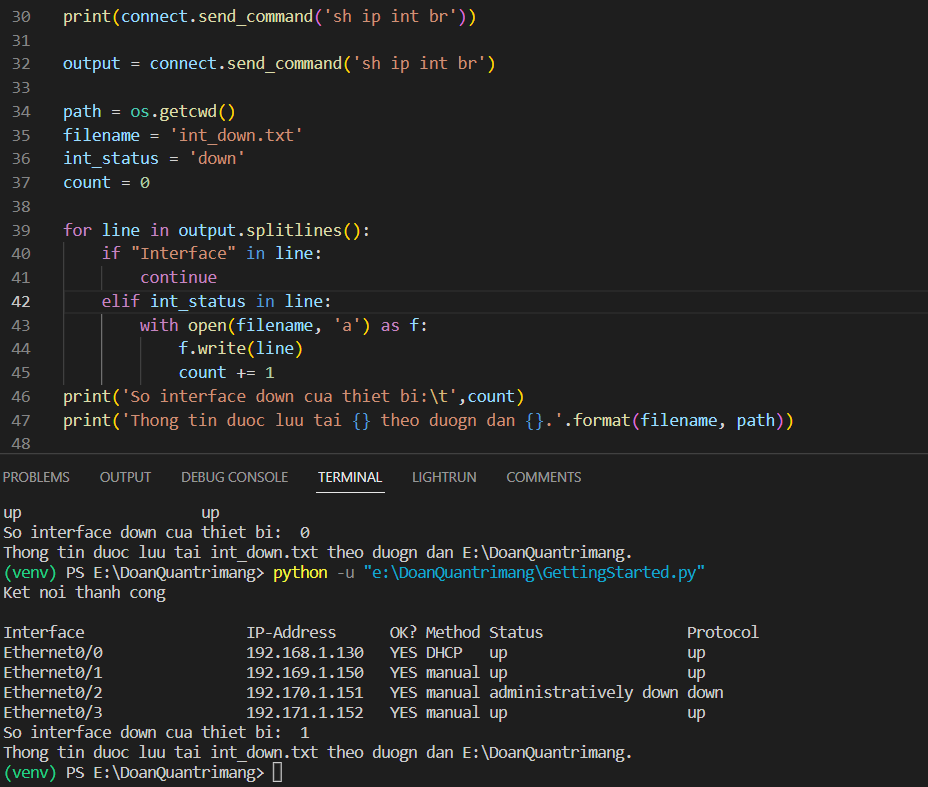 30 print(connect.send_command('sh ip int br'))
31
32 output = connect.send_command('sh ip int br')
33
34 path = os.getcwd()
35 filename = 'int_down.txt'
36 int_status = 'down'
37 count = 0
38
39 for line in output.splitlines():
40     if "Interface" in line:
41         continue
42     elif int_status in line:
43         with open(filename, 'a') as f:
44             f.write(line)
45             count += 1
46 print('So interface down cua thiet bi:\t',count)
47 print('Thong tin duoc luu tai {} theo duogn dan {}.'.format(filename, path))
48
PROBLEMS OUTPUT DEBUG CONSOLE TERMINAL LIGHTRUN COMMENTS
up                    up
So interface down cua thiet bi:  0
Thong tin duoc luu tai int_down.txt theo duogn dan E:\DoanQuantrimang.
(venv) PS E:\DoanQuantrimang> python -u "e:\DoanQuantrimang\GettingStarted.py"
Ket noi thanh cong

Interface                  IP-Address      OK? Method Status                Protocol
Ethernet0/0                192.168.1.130   YES DHCP   up                    up
Ethernet0/1                192.169.1.150   YES manual up                    up
Ethernet0/2                192.170.1.151   YES manual administratively down down
Ethernet0/3                192.171.1.152   YES manual up                    up
So interface down cua thiet bi:  1
Thong tin duoc luu tai int_down.txt theo duogn dan E:\DoanQuantrimang.
(venv) PS E:\DoanQuantrimang>